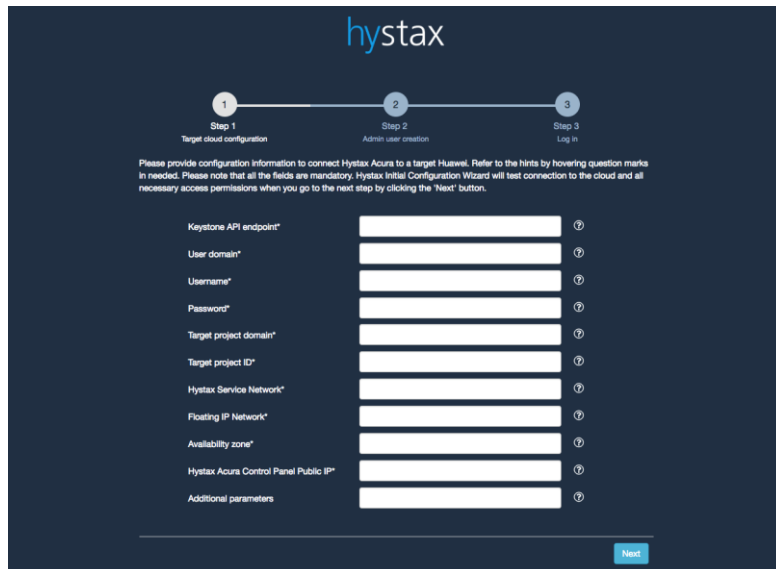 hystax
1
2
3
Step 1
Step 2
Step 3
Target cloud configuration
Admin user creation
Log in
Please provide configuration information to connect Hystax Acura to a target Huawei. Refer to the hints by hovering question marks
in needed. Please note that all the fields are mandatory. Hystax Initial Configuration Wizard will test connection to the cloud and all
necessary access permissions when you go to the next step by clicking the 'Next' button.
Keystone API endpoint* ?
User domain* ?
Username* ?
Password* ?
Target project domain* ?
Target project ID* ?
Hystax Service Network* ?
Floating IP Network* ?
Availability zone* ?
Hystax Acura Control Panel Public IP* ?
Additional parameters ?
Next